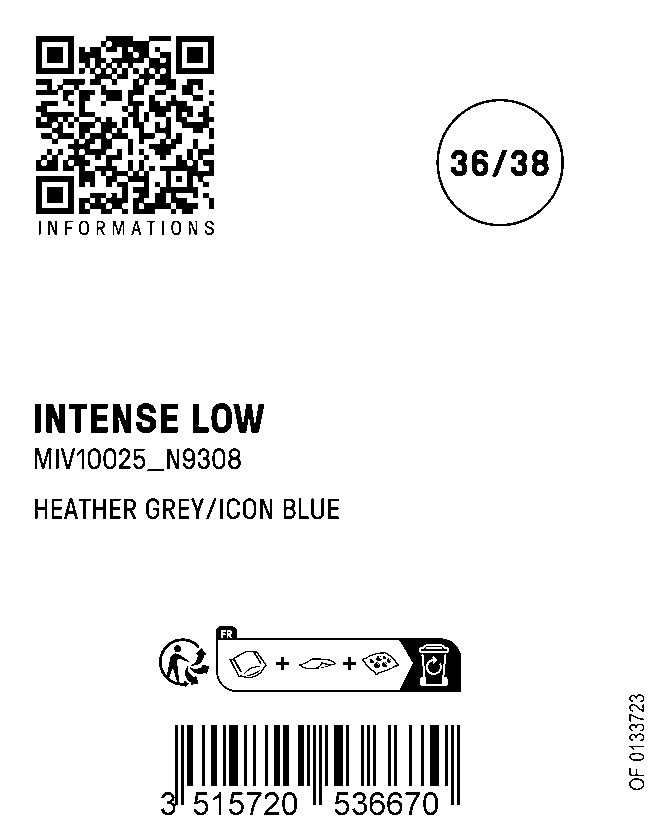 INFORMATIONS
36/38
INTENSE LOW
MIV10025_N9308
HEATHER GREY/ICON BLUE
FR
+ +
3 515720 536670
OF 0133723